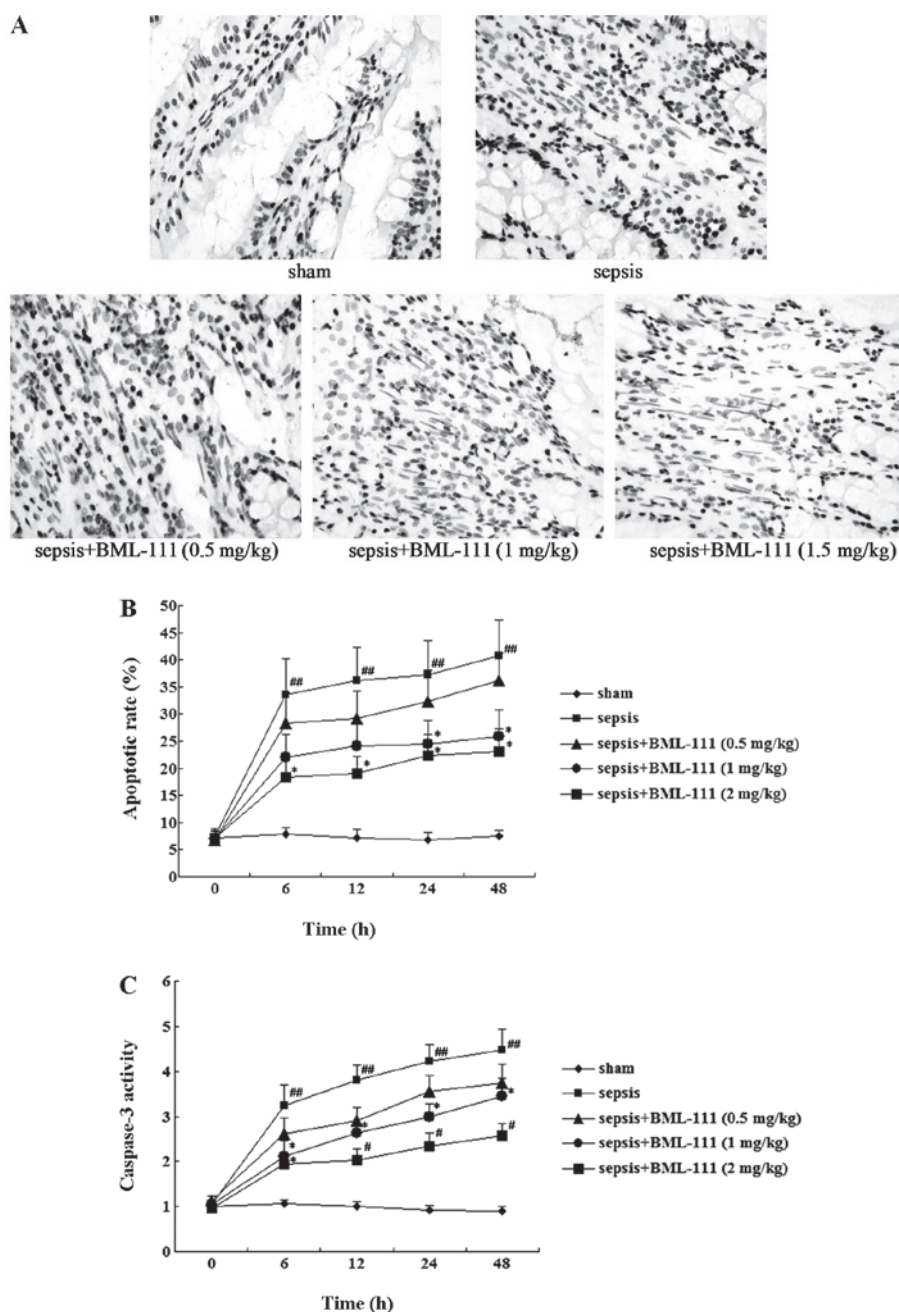 A
sham
sepsis
sepsis+BML-111 (0.5 mg/kg)
sepsis+BML-111 (1 mg/kg)
sepsis+BML-111 (1.5 mg/kg)
B
Apoptotic rate (%)
50
45
40
35
30
25
20
15
10
5
0
## ## ## ##
* * * * * *
0 6 12 24 48
Time (h)
sham
sepsis
sepsis+BML-111 (0.5 mg/kg)
sepsis+BML-111 (1 mg/kg)
sepsis+BML-111 (2 mg/kg)
C
Caspase-3 activity
6
5
4
3
2
1
0
## ## ## ##
* * * *
* # # #
0 6 12 24 48
Time (h)
sham
sepsis
sepsis+BML-111 (0.5 mg/kg)
sepsis+BML-111 (1 mg/kg)
sepsis+BML-111 (2 mg/kg)